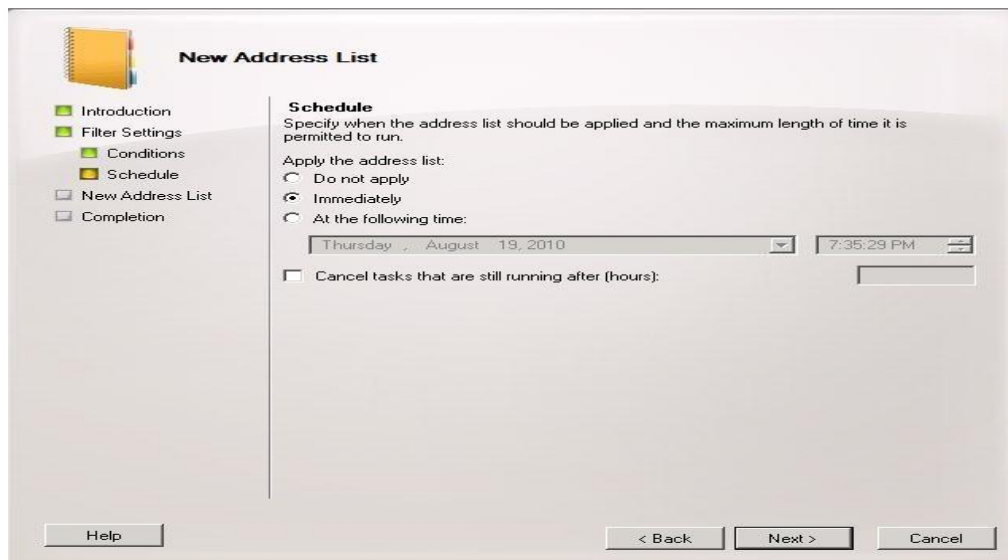 New Address List
Introduction
Filter Settings
Conditions
Schedule
New Address List
Completion
Schedule
Specify when the address list should be applied and the maximum length of time it is
permitted to run.
Apply the address list:
Do not apply
Immediately
At the following time:
Thursday , August 19, 2010
7:35:29 PM
Cancel tasks that are still running after (hours):
Help
< Back
Next >
Cancel